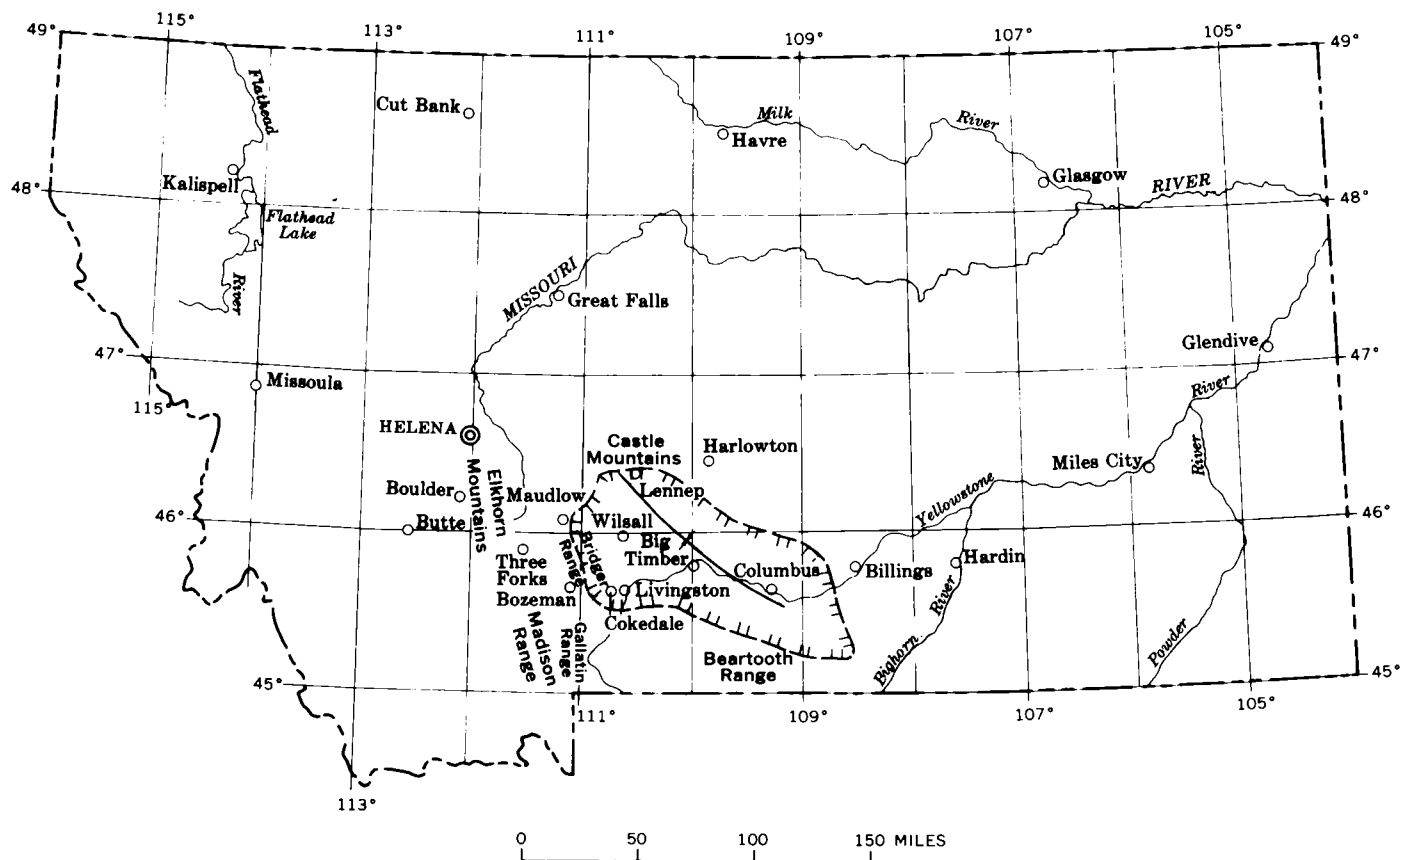 115°
113°
111°
109°
107°
105°
49°
49°
Flathead
Cut Bank
Milk
River
Havre
Kalispell
Glasgow
RIVER
48°
48°
Flathead
Lake
River
MISSOURI
Great Falls
Glendive
47°
47°
Missoula
River
115°
HELENA
Castle
Mountains
Harlowton
River
Miles City
Elkhorn
Mountains
Lennep
Boulder
Maudlow
Yellowstone
46°
46°
Butte
Wilsall
Big
Timber
Bridger
Range
Three
Forks
Bozeman
Columbus
Billings
Hardin
Livingston
River
Cokedale
Madison
Range
Gallatin
Range
Beartooth
Range
Bighorn
Powder
45°
45°
111°
109°
107°
105°
113°
0
50
100
150 MILES